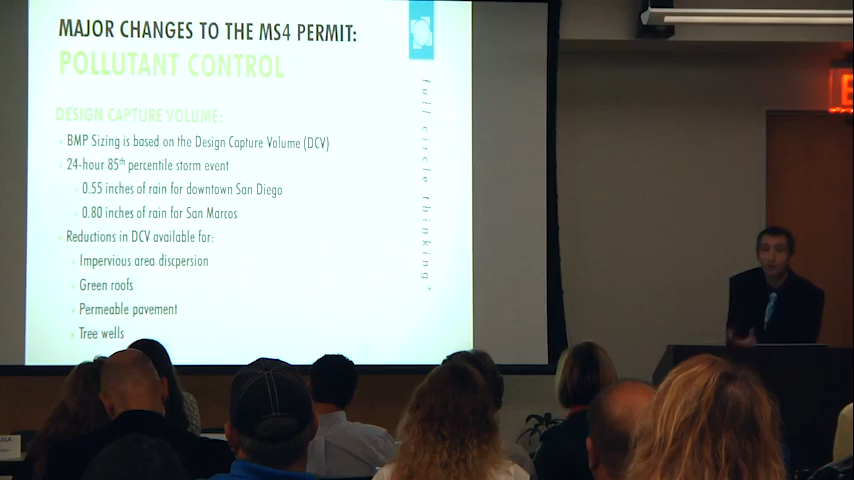 MAJOR CHANGES TO THE MS4 PERMIT:
POLLUTANT CONTROL
DESIGN CAPTURE VOLUME:
BMP Sizing is based on the Design Capture Volume (DCV)
24-hour 85th percentile storm event
0.55 inches of rain for downtown San Diego
0.80 inches of rain for San Marcos
Reductions in DCV available for:
Impervious area discpersion
Green roofs
Permeable pavement
Tree wells
full circle thinking